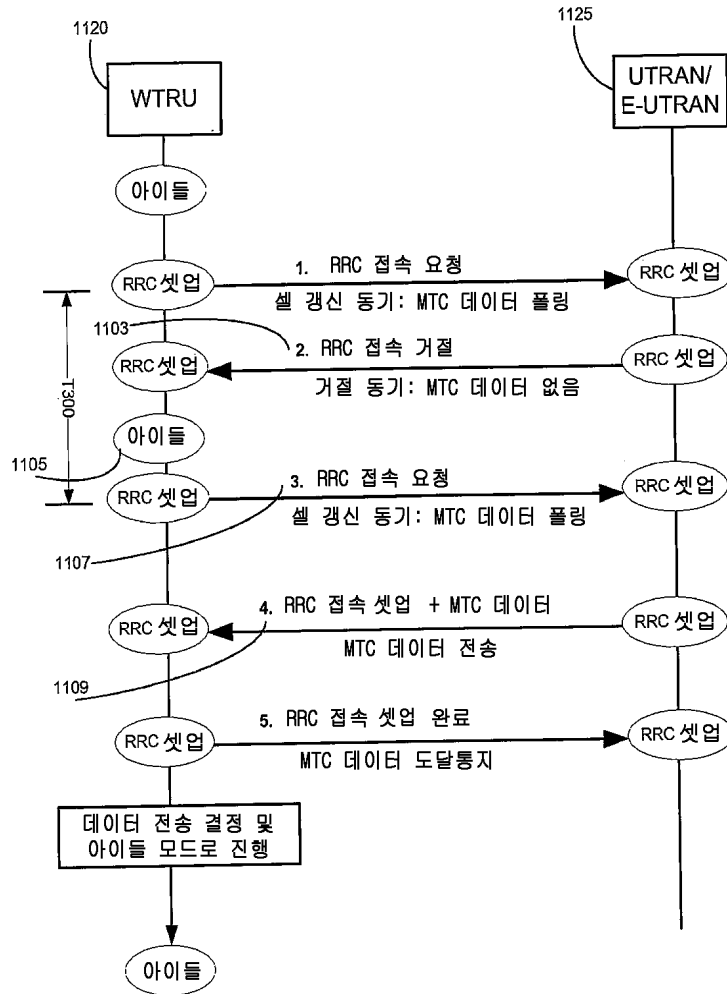 1120
1125
WTRU
UTRAN/
E-UTRAN
아이들
RRC 셋업
1. RRC 접속 요청
RRC 셋업
셀 갱신 동기: MTC 데이터 폴링
1103
2. RRC 접속 거절
RRC 셋업
RRC 셋업
거절 동기: MTC 데이터 없음
T300
아이들
1105
3. RRC 접속 요청
RRC 셋업
RRC 셋업
셀 갱신 동기: MTC 데이터 폴링
1107
4. RRC 접속 셋업 + MTC 데이터
RRC 셋업
RRC 셋업
MTC 데이터 전송
1109
5. RRC 접속 셋업 완료
RRC 셋업
RRC 셋업
MTC 데이터 도달통지
데이터 전송 결정 및
아이들 모드로 진행
아이들